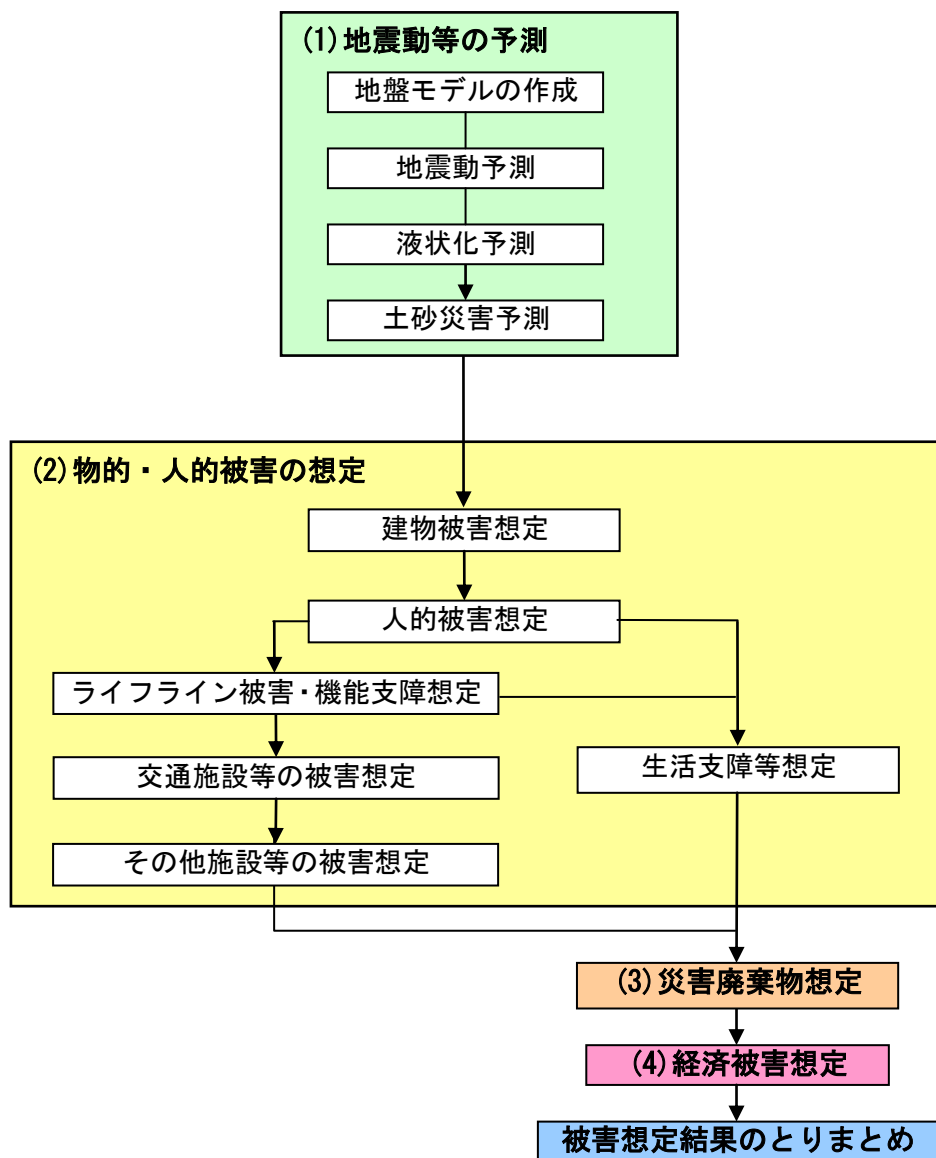 (1)地震動等の予測
地盤モデルの作成
地震動予測
液状化予測
土砂災害予測
(2)物的・人的被害の想定
建物被害想定
人的被害想定
ライフライン被害・機能支障想定
交通施設等の被害想定
生活支障等想定
その他施設等の被害想定
(3)災害廃棄物想定
(4)経済被害想定
被害想定結果のとりまとめ